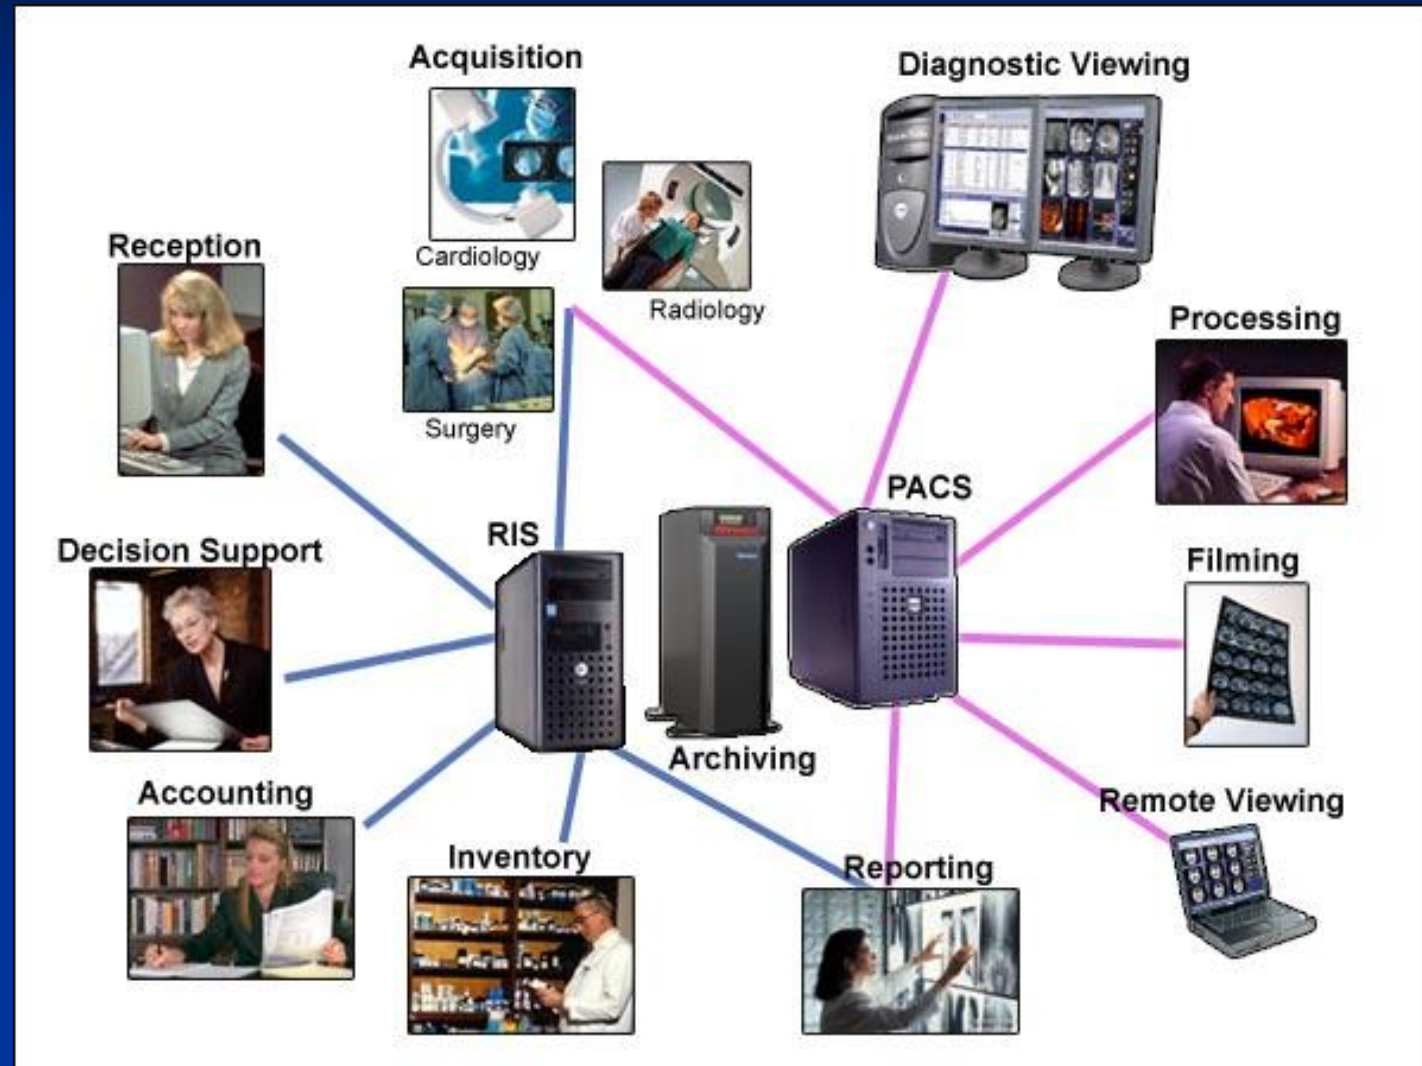 Acquisition
Diagnostic Viewing
Cardiology
Radiology
Reception
Surgery
Processing
PACS
RIS
Decision Support
Filming
Archiving
Accounting
Remote Viewing
Inventory
Reporting